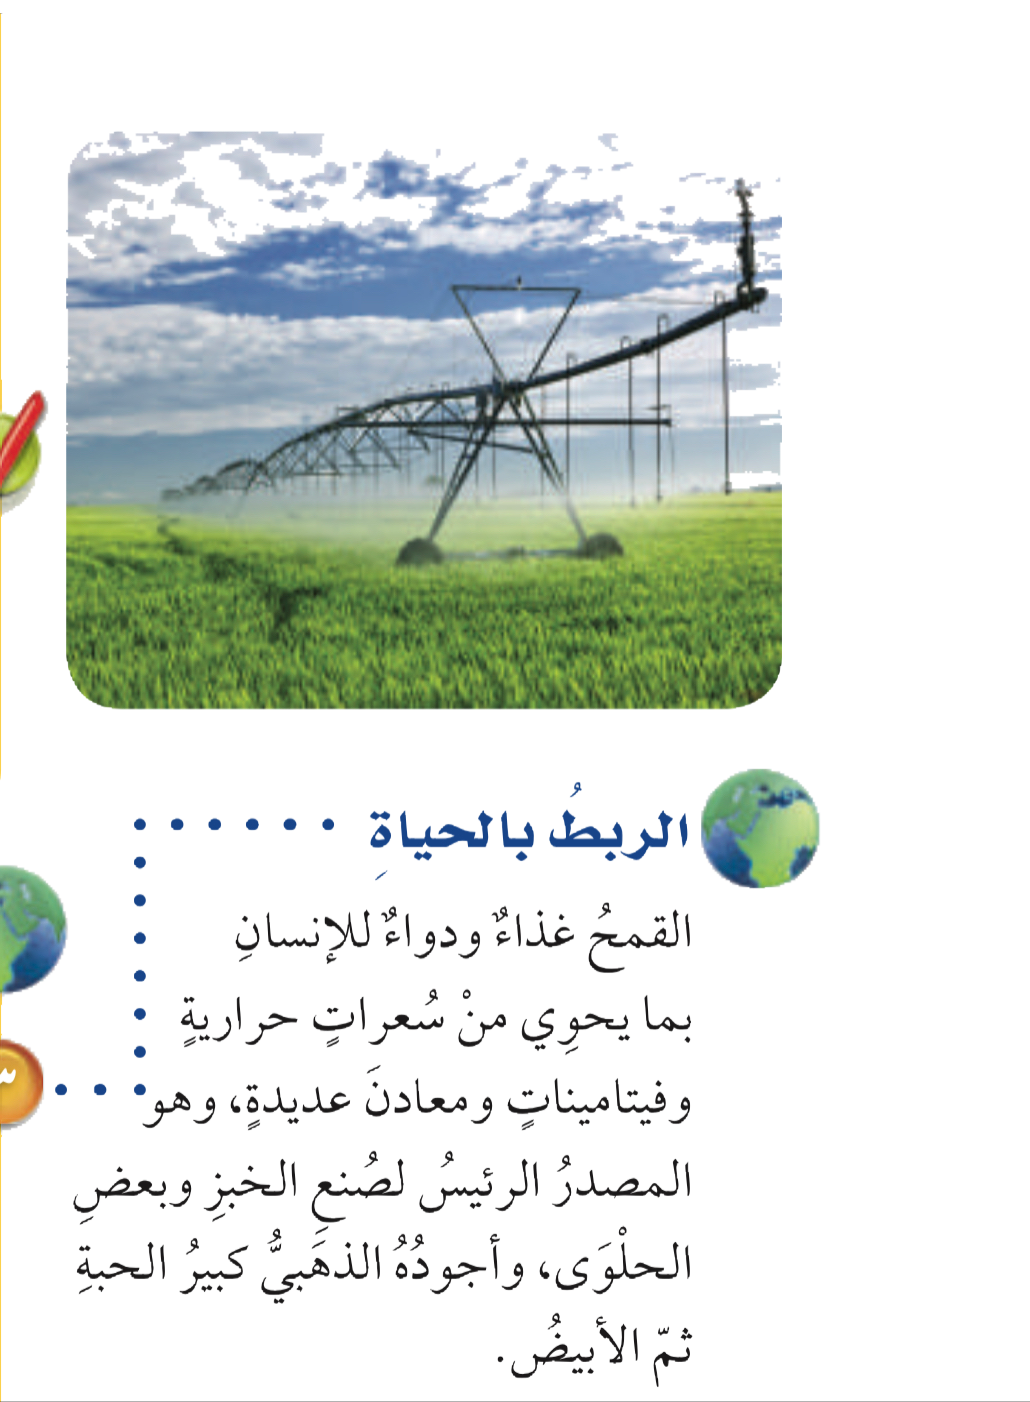 الربطُ بالحياةِ
القمحُ غذاءٌ ودواءٌ للإنسانِ
بما يحوِي منْ سُعراتٍ حراريةٍ
وفيتاميناتٍ ومعادنَ عديدةٍ، وهو
المصدرُ الرئيسُ لصُنعِ الخبزِ وبعضِ
الحلْوَى، وأجودُهُ الذهَبيُّ كبيرُ الحبةِ
ثمّ الأبيضُ.
٣